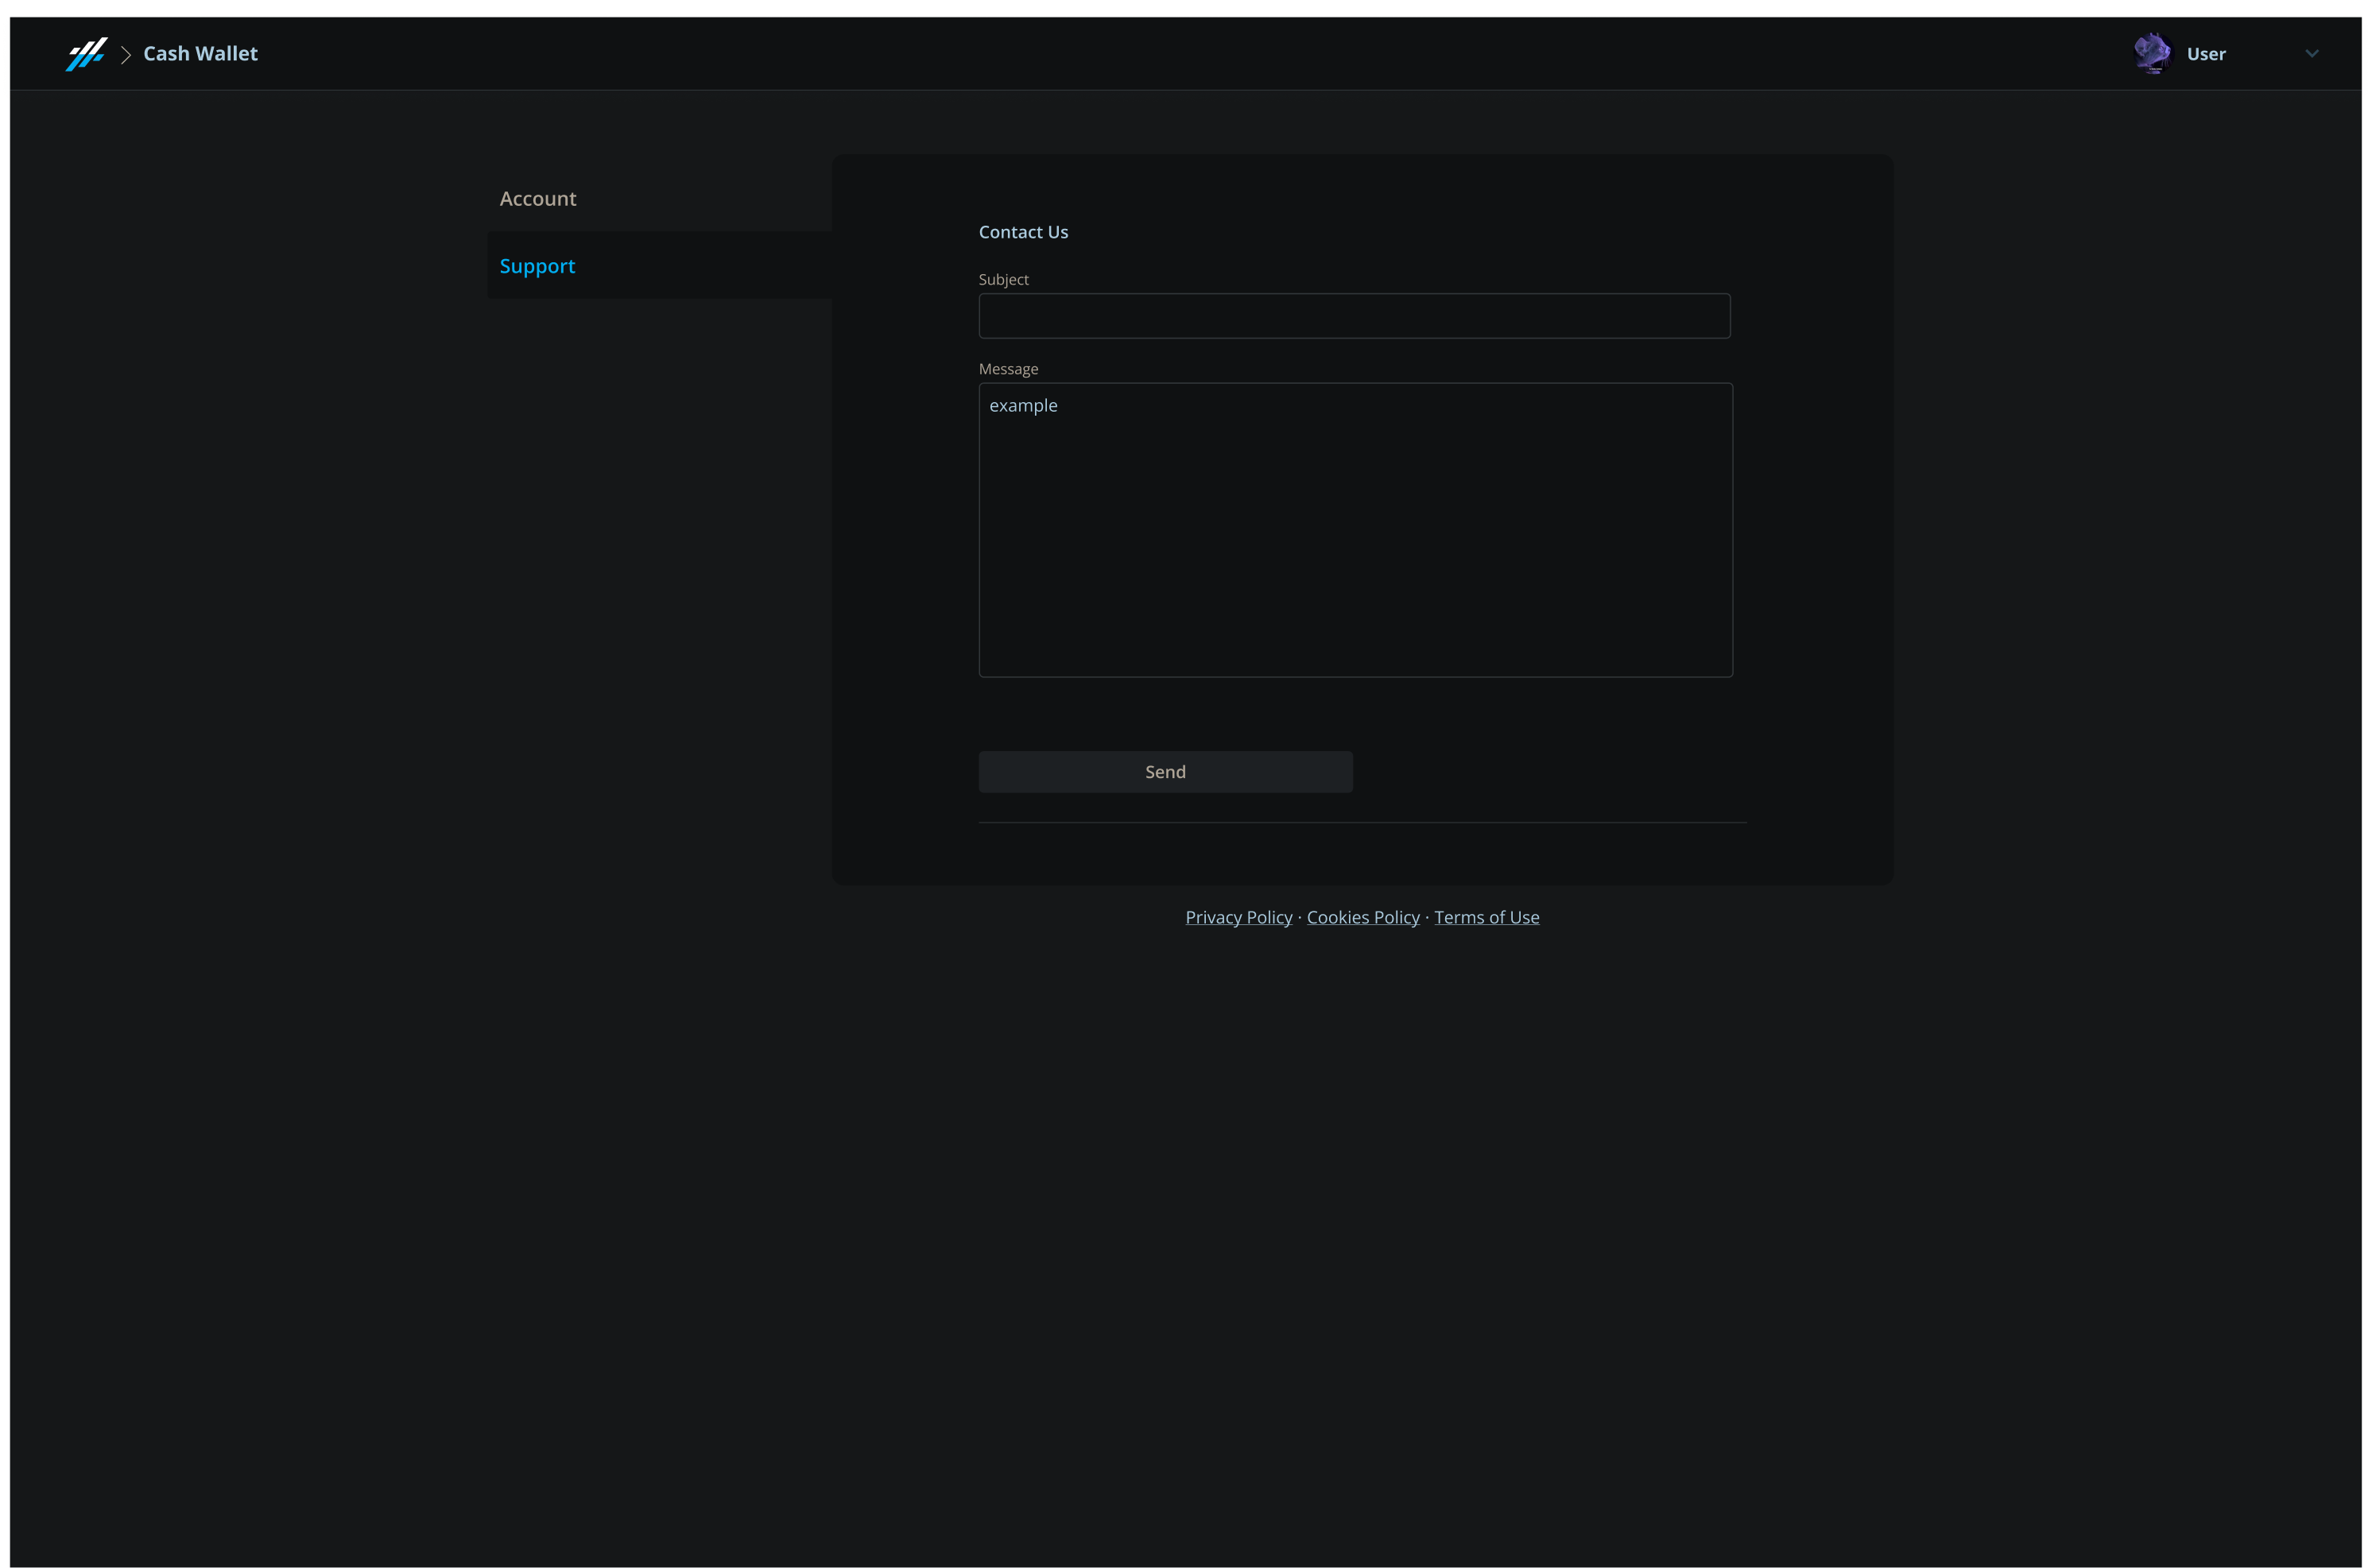 Cash Wallet
User
Account
Support
Contact Us
Subject
Message
example
Send
Privacy Policy · Cookies Policy · Terms of Use